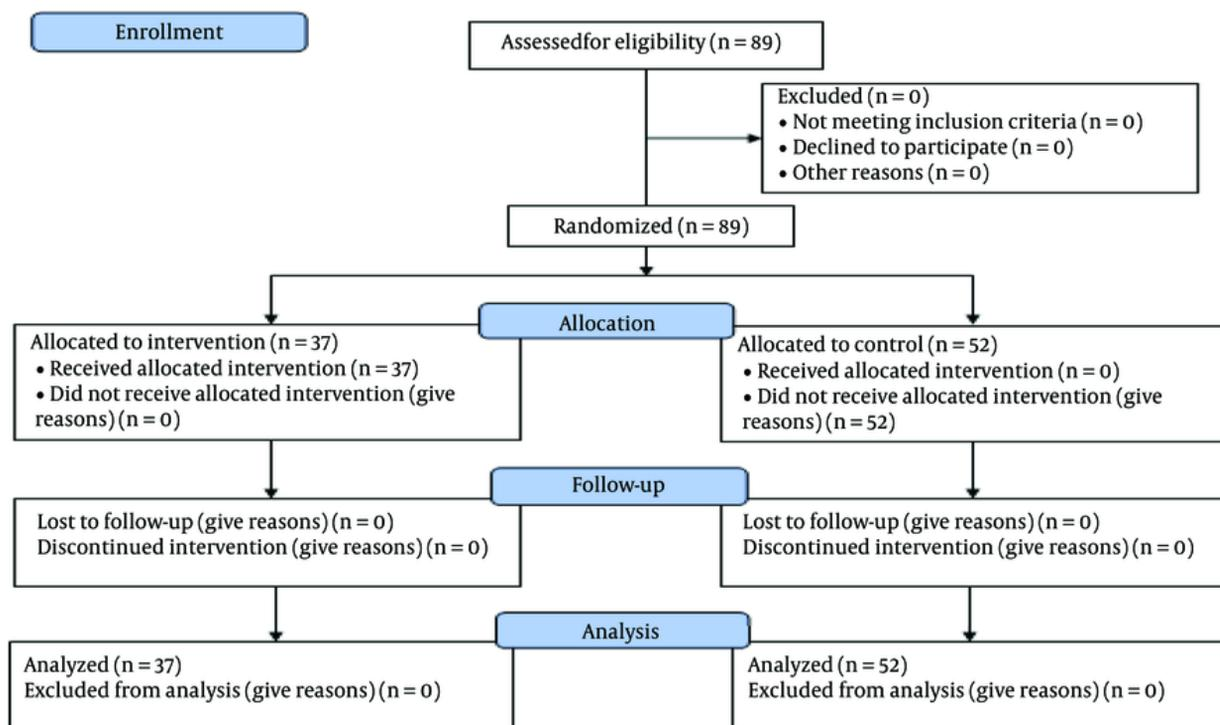 Enrollment
Assessedfor eligibility (n = 89)
Excluded (n = 0)
• Not meeting inclusion criteria (n = 0)
• Declined to participate (n = 0)
• Other reasons (n = 0)
Randomized (n = 89)
Allocation
Allocated to intervention (n = 37)
• Received allocated intervention (n = 37)
• Did not receive allocated intervention (give
reasons) (n = 0)
Allocated to control (n = 52)
• Received allocated intervention (n = 0)
• Did not receive allocated intervention (give
reasons) (n = 52)
Follow-up
Lost to follow-up (give reasons) (n = 0)
Discontinued intervention (give reasons) (n = 0)
Lost to follow-up (give reasons) (n = 0)
Discontinued intervention (give reasons) (n = 0)
Analysis
Analyzed (n = 37)
Excluded from analysis (give reasons) (n = 0)
Analyzed (n = 52)
Excluded from analysis (give reasons) (n = 0)